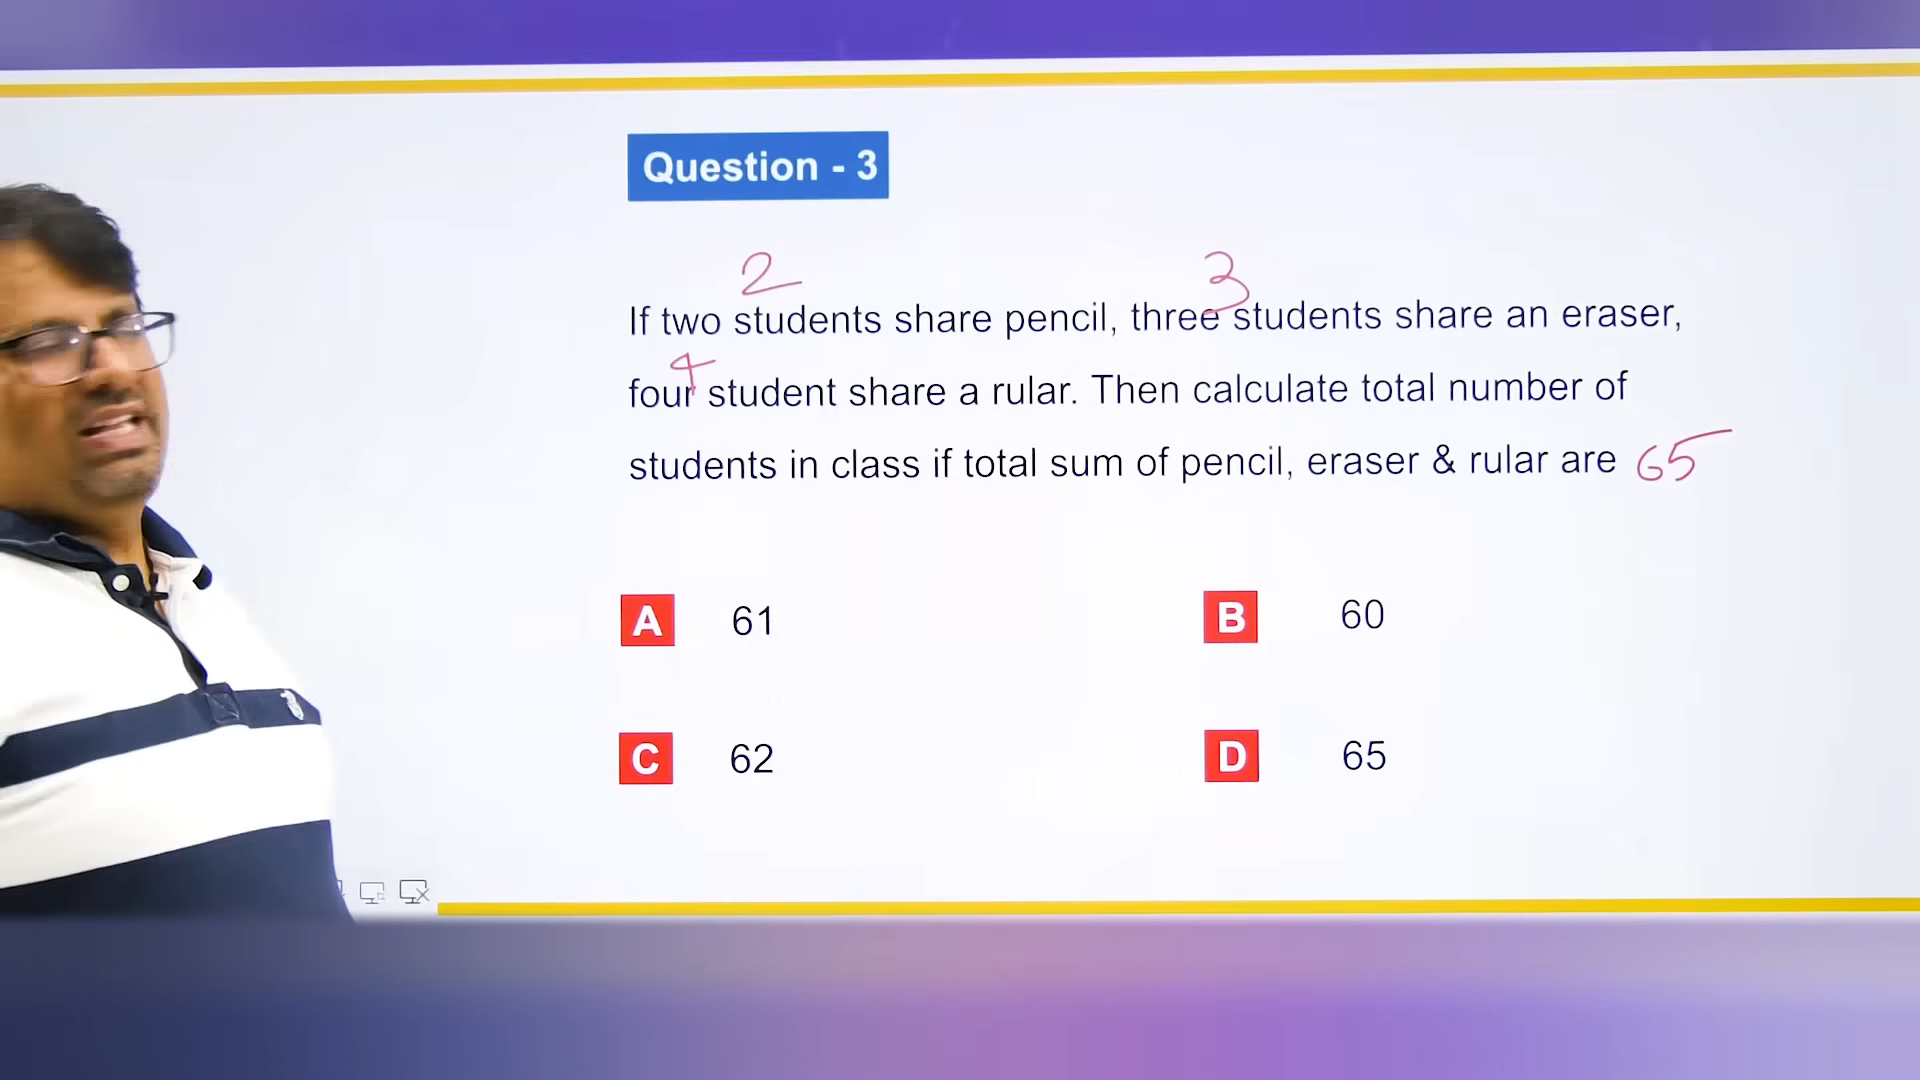 Question - 3
2 3
If two students share pencil, three students share an eraser,
4
four student share a rular. Then calculate total number of
students in class if total sum of pencil, eraser & rular are 65
A 61
B 60
C 62
D 65